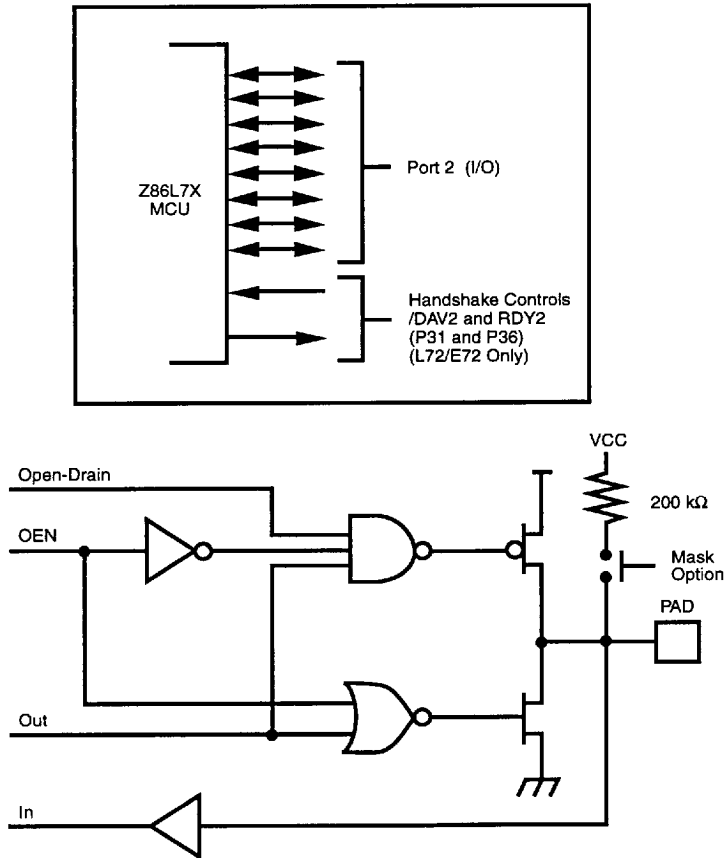 Z86L7X
MCU
Port 2 (I/O)
Handshake Controls
/DAV2 and RDY2
(P31 and P36)
(L72/E72 Only)
VCC
Open-Drain
200 kΩ
OEN
Mask
Option
PAD
Out
In